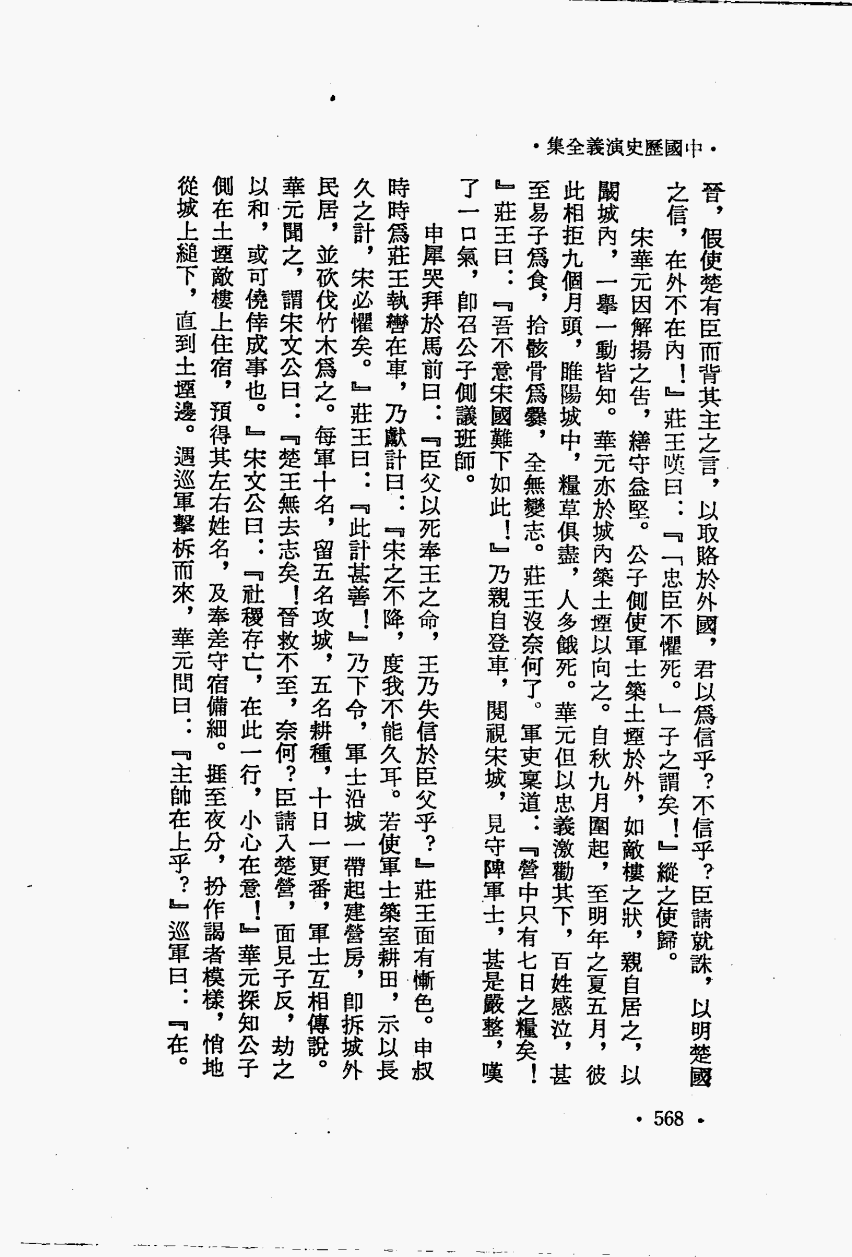 •中國歷史演義全集•
晉，假使楚有臣而背其主之言，以取賂於外國，君以爲信乎？不信乎？臣請就誅，以明楚國
之信，在外不在內！』莊王嘆曰：『「忠臣不懼死。」子之謂矣！』縱之使歸。
宋華元因解揚之告，繕守益堅。公子側使軍士築土堙於外，如敵樓之狀，親自居之，以
闞城內，一舉一動皆知。華元亦於城內築土堙以向之。自秋九月圍起，至明年之夏五月，彼
此相拒九個月頭，睢陽城中，糧草俱盡，人多餓死。華元但以忠義激勸其下，百姓感泣，甚
至易子爲食，拾骸骨爲爨，全無變志。莊王沒奈何了。軍吏稟道：『營中只有七日之糧矣！
』莊王曰：『吾不意宋國難下如此！』乃親自登車，閱視宋城，見守陴軍士，甚是嚴整，嘆
了一口氣，卽召公子側議班師。
申犀哭拜於馬前曰：『臣父以死奉王之命，王乃失信於臣父乎？』莊王面有慚色。申叔
時時爲莊王執轡在車，乃獻計曰：『宋之不降，度我不能久耳。若使軍士築室耕田，示以長
久之計，宋必懼矣。』莊王曰：『此計甚善！』乃下令，軍士沿城一帶起建營房，卽拆城外
民居，並砍伐竹木爲之。每軍十名，留五名攻城，五名耕種，十日一更番，軍士互相傳說。
華元聞之，謂宋文公曰：『楚王無去志矣！晉救不至，奈何？臣請入楚營，面見子反，劫之
以和，或可僥倖成事也。』宋文公曰：『社稷存亡，在此一行，小心在意！』華元探知公子
側在土堙敵樓上住宿，預得其左右姓名，及奉差守宿備細。捱至夜分，扮作謁者模樣，悄地
從城上縋下，直到土堙邊。遇巡軍擊柝而來，華元問曰：『主帥在上乎？』巡軍曰：『在。
•568•